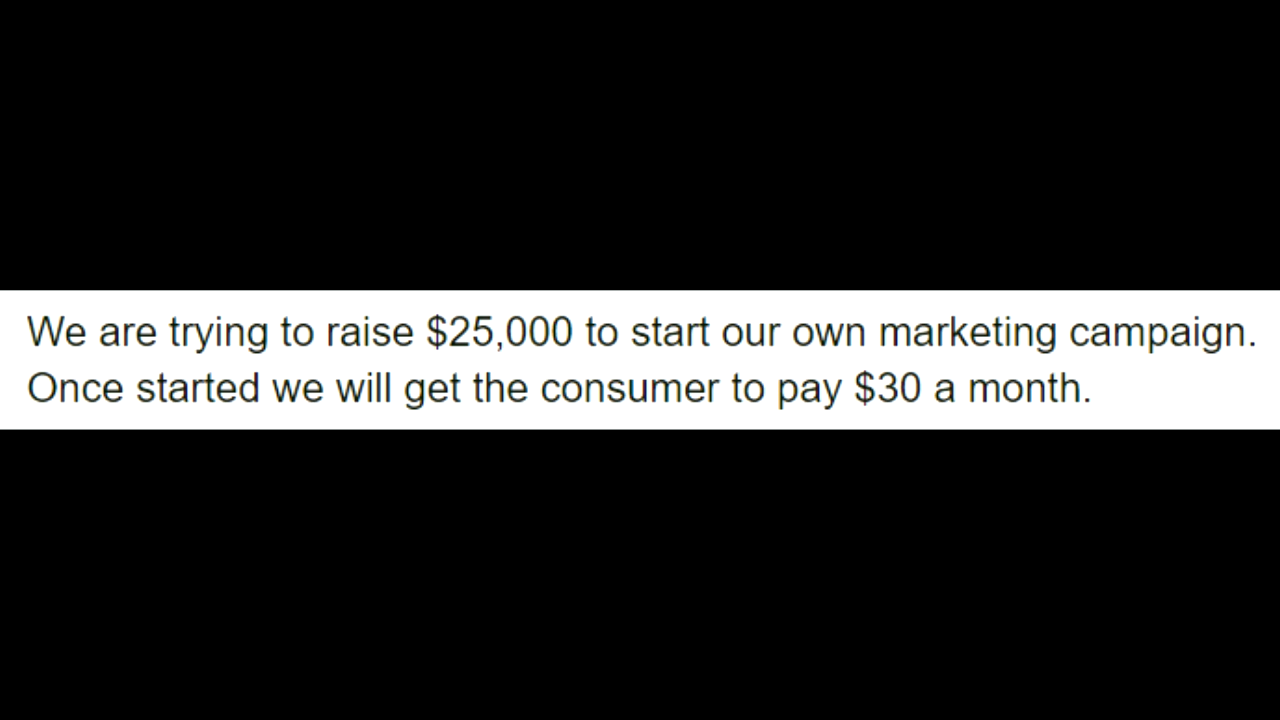 We are trying to raise $25,000 to start our own marketing campaign.
Once started we will get the consumer to pay $30 a month.